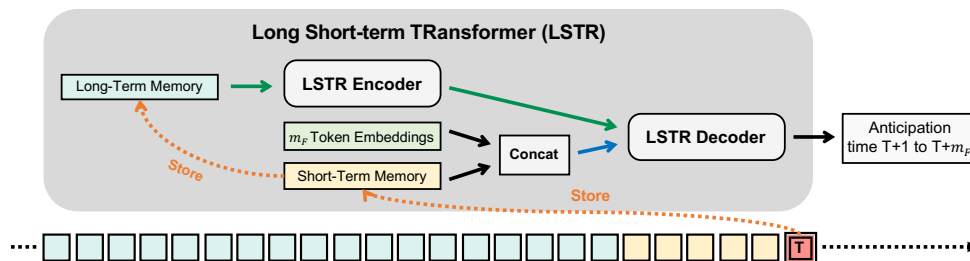 Long Short-term TRansformer (LSTR)
Long-Term Memory
LSTR Encoder
m_F Token Embeddings
Short-Term Memory
Concat
LSTR Decoder
Anticipation
time T+1 to T+m_F
Store
Store
T